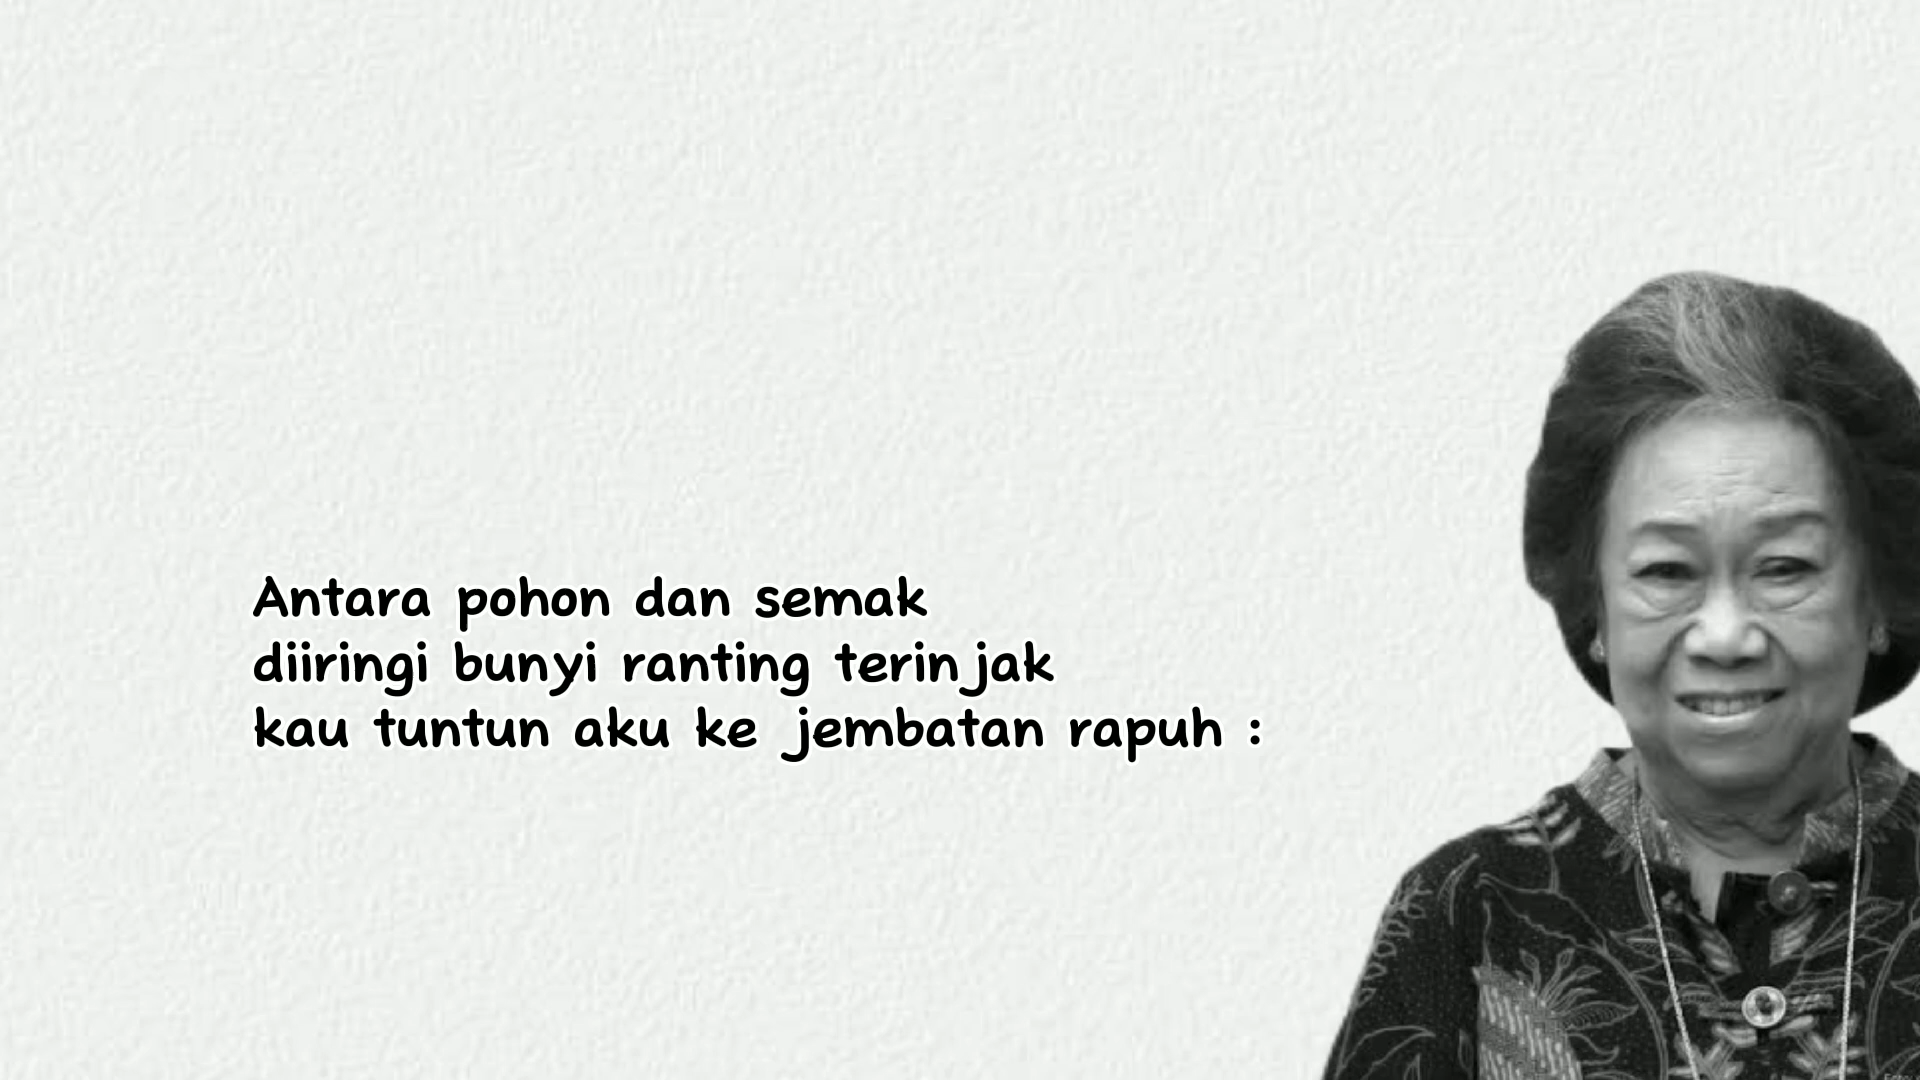 Antara pohon dan semak
diiringi bunyi ranting terinjak
kau tuntun aku ke jembatan rapuh :